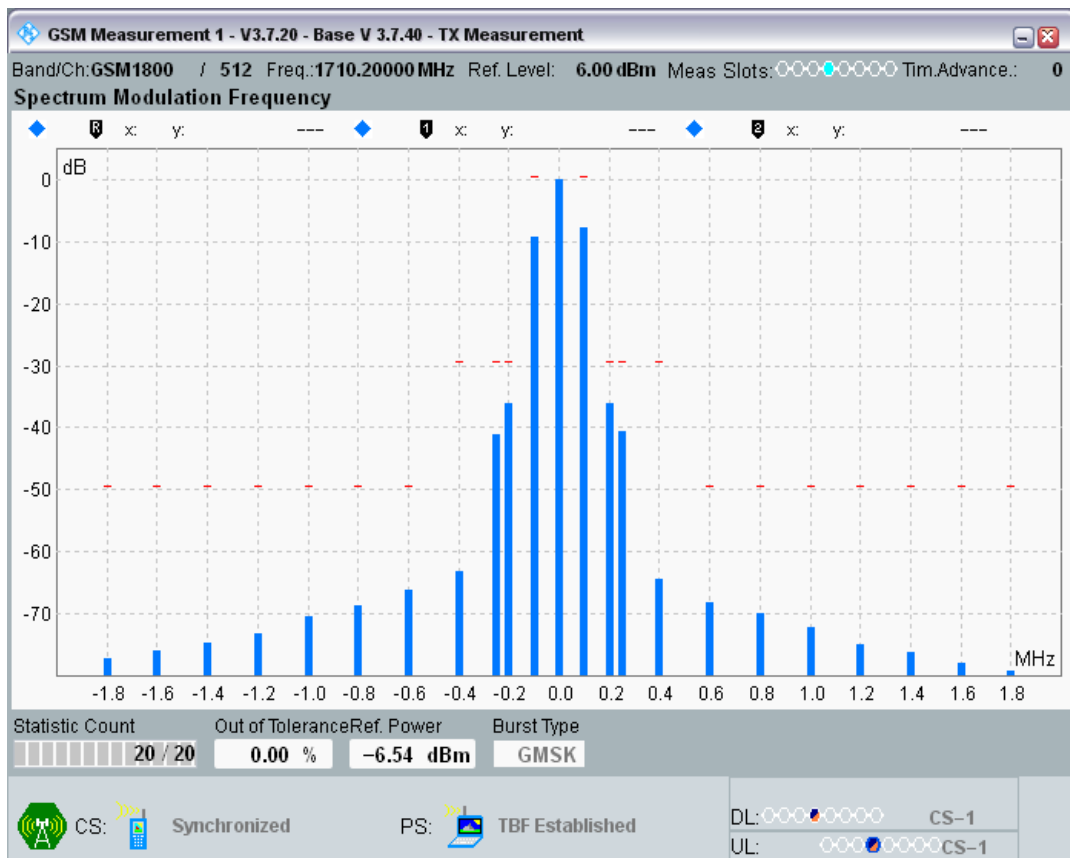 GSM Measurement 1 - V3.7.20 - Base V 3.7.40 - TX Measurement
Band/Ch:GSM1800 / 512 Freq.:1710.20000 MHz Ref. Level: 6.00 dBm Meas Slots: Tim.Advance.: 0
Spectrum Modulation Frequency
R x: y: --- 1 x: y: --- 2 x: y: ---
dB
0
-10
-20
-30
-40
-50
-60
-70
MHz
-1.8 -1.6 -1.4 -1.2 -1.0 -0.8 -0.6 -0.4 -0.2 0.0 0.2 0.4 0.6 0.8 1.0 1.2 1.4 1.6 1.8
Statistic Count Out of Tolerance Ref. Power Burst Type
20 / 20 0.00 % −6.54 dBm GMSK
CS: Synchronized PS: TBF Established
DL: CS−1
UL: CS−1